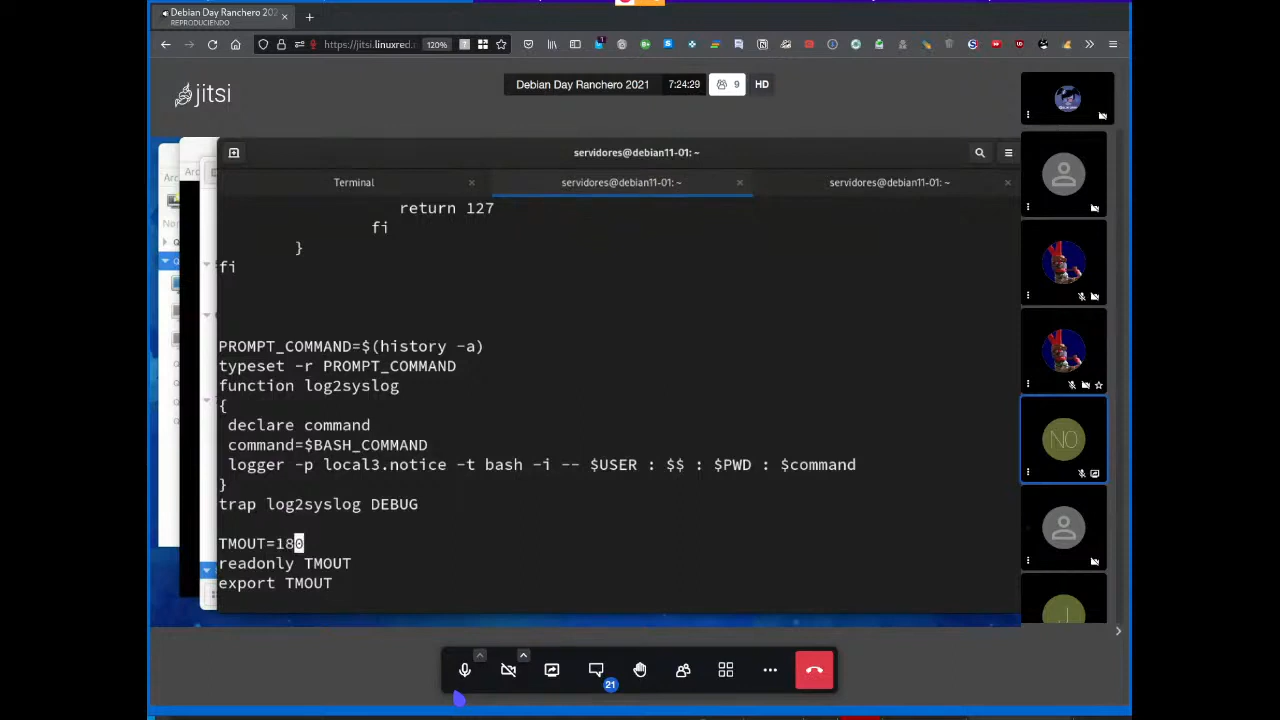 Debian Day Ranchero 202
REPRODUCIENDO
https://jitsi.linuxred.
120%
jitsi
Debian Day Ranchero 2021
7:24:29
9
HD
servidores@debian11-01: ~
Terminal
servidores@debian11-01: ~
servidores@debian11-01: ~
return 127
fi
}
fi
PROMPT_COMMAND=$(history -a)
typeset -r PROMPT_COMMAND
function log2syslog
{
declare command
command=$BASH_COMMAND
logger -p local3.notice -t bash -i -- $USER : $$ : $PWD : $command
}
trap log2syslog DEBUG
TMOUT=180
readonly TMOUT
export TMOUT
J
21